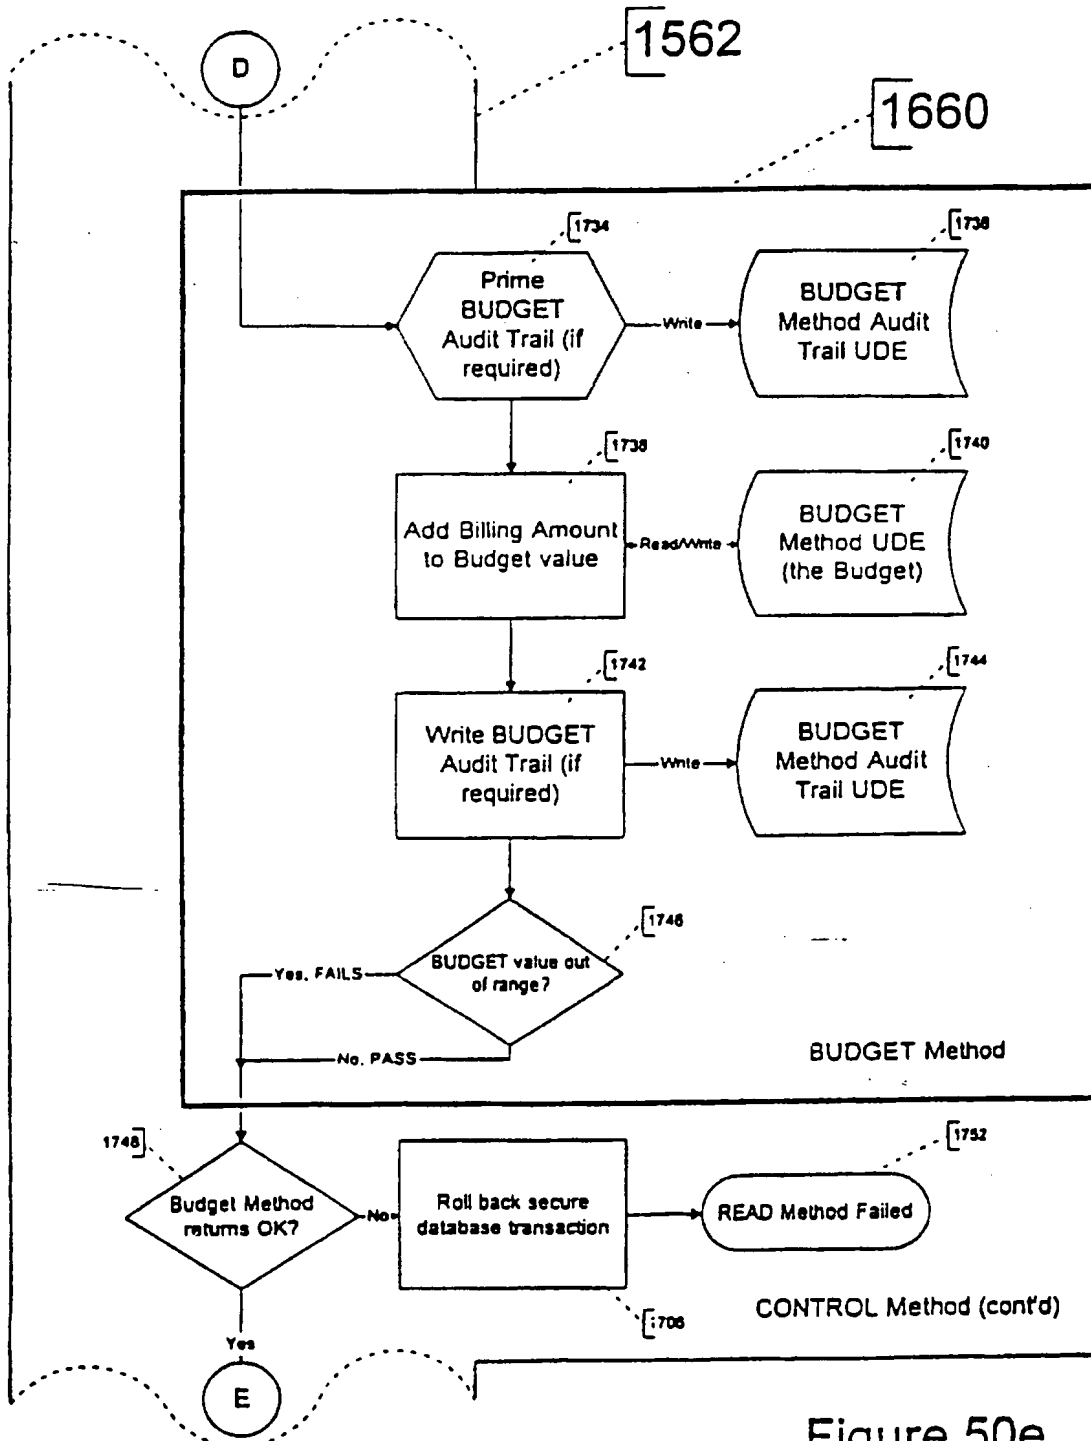 D
1562
1660
1734
Prime
BUDGET
Audit Trail (if
required)
Write
1736
BUDGET
Method Audit
Trail UDE
1738
Add Billing Amount
to Budget value
Read/Write
1740
BUDGET
Method UDE
(the Budget)
1742
Write BUDGET
Audit Trail (if
required)
Write
1744
BUDGET
Method Audit
Trail UDE
1746
BUDGET value out
of range?
Yes, FAILS
No, PASS
BUDGET Method
1748
Budget Method
returns OK?
No
Roll back secure
database transaction
1752
READ Method Failed
CONTROL Method (cont'd)
Yes
E
Figure 50e